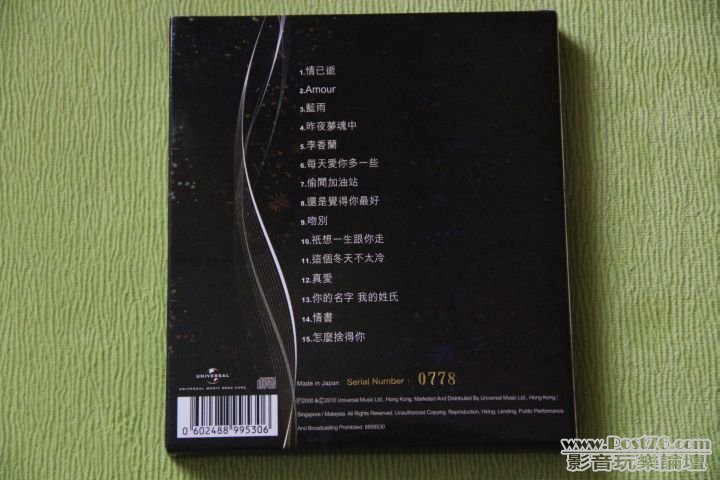 1.情已逝
2.Amour
3.藍雨
4.昨夜夢魂中
5.李香蘭
6.每天愛你多一些
7.偷閒加油站
8.還是覺得你最好
9.吻別
10.祇想一生跟你走
11.這個冬天不太冷
12.真愛
13.你的名字 我的姓氏
14.情書
15.怎麼捨得你
UNIVERSAL
UNIVERSAL MUSIC HONG KONG
Made in Japan Serial Number : 0778
℗2000 & ©2010 Universal Music Ltd., Hong Kong. Marketed And Distributed By Universal Music Ltd., Hong Kong /
Singapore / Malaysia. All Rights Reserved. Unauthorized Copying, Reproduction, Hiring, Lending, Public Performance
And Broadcasting Prohibited. 8899530
0 602488 995306
www.Post76.com
影音玩樂論壇